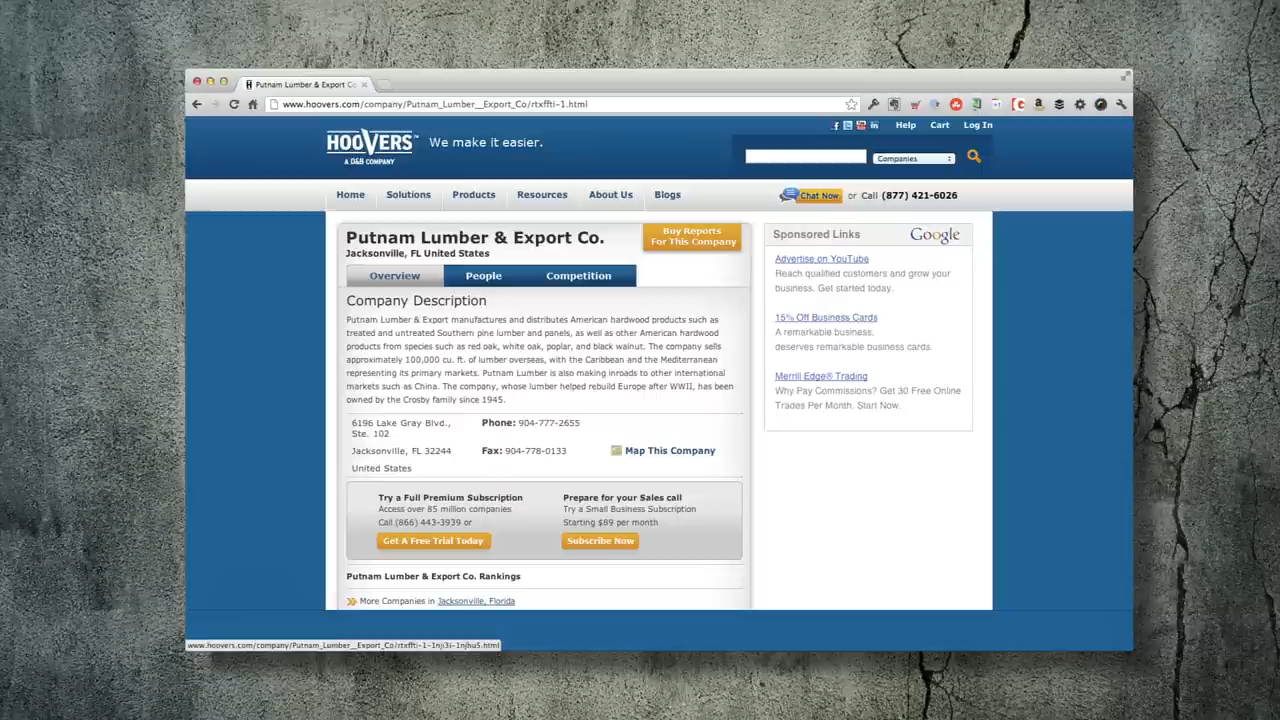 Putnam Lumber & Export Co
www.hoovers.com/company/Putnam_Lumber__Export_Co/rtxffti-1.html
Help Cart Log In
HOOVERS™ We make it easier.
A D&B COMPANY
Companies
Home Solutions Products Resources About Us Blogs
Chat Now or Call (877) 421-6026
Putnam Lumber & Export Co.
Jacksonville, FL United States
Buy Reports
For This Company
Overview People Competition
Company Description
Putnam Lumber & Export manufactures and distributes American hardwood products such as
treated and untreated Southern pine lumber and panels, as well as other American hardwood
products from species such as red oak, white oak, poplar, and black walnut. The company sells
approximately 100,000 cu. ft. of lumber overseas, with the Caribbean and the Mediterranean
representing its primary markets. Putnam Lumber is also making inroads to other international
markets such as China. The company, whose lumber helped rebuild Europe after WWII, has been
owned by the Crosby family since 1945.
6196 Lake Gray Blvd.,
Ste. 102
Jacksonville, FL 32244
United States
Phone: 904-777-2655
Fax: 904-778-0133
Map This Company
Try a Full Premium Subscription
Access over 85 million companies
Call (866) 443-3939 or
Get A Free Trial Today
Prepare for your Sales call
Try a Small Business Subscription
Starting $89 per month
Subscribe Now
Putnam Lumber & Export Co. Rankings
More Companies in Jacksonville, Florida
Sponsored Links Google
Advertise on YouTube
Reach qualified customers and grow your
business. Get started today.
15% Off Business Cards
A remarkable business,
deserves remarkable business cards.
Merrill Edge® Trading
Why Pay Commissions? Get 30 Free Online
Trades Per Month. Start Now.
www.hoovers.com/company/Putnam_Lumber__Export_Co/rtxffti-1-1nji3i-1njhu5.html